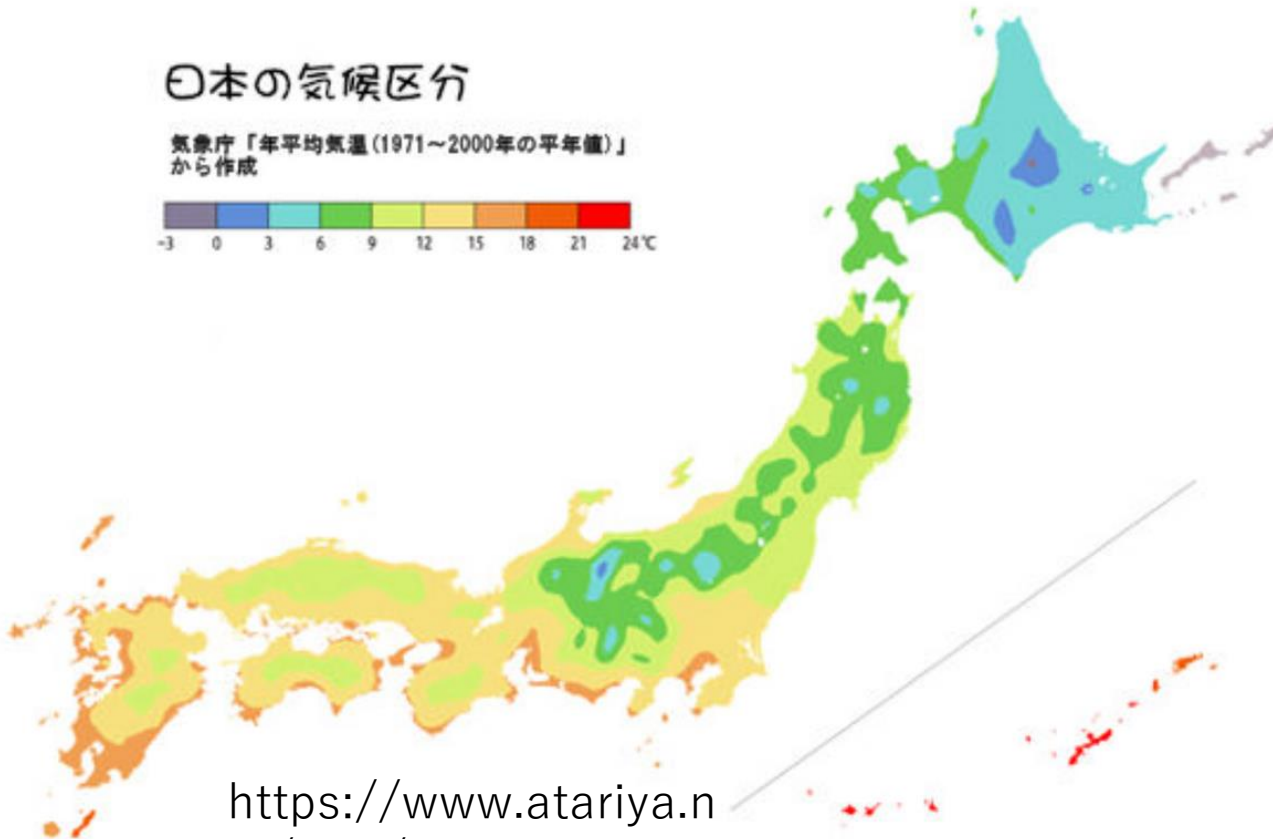 日本の気候区分
気象庁「年平均気温(1971～2000年の平年値)」
から作成
-3 0 3 6 9 12 15 18 21 24℃
https://www.atariya.n